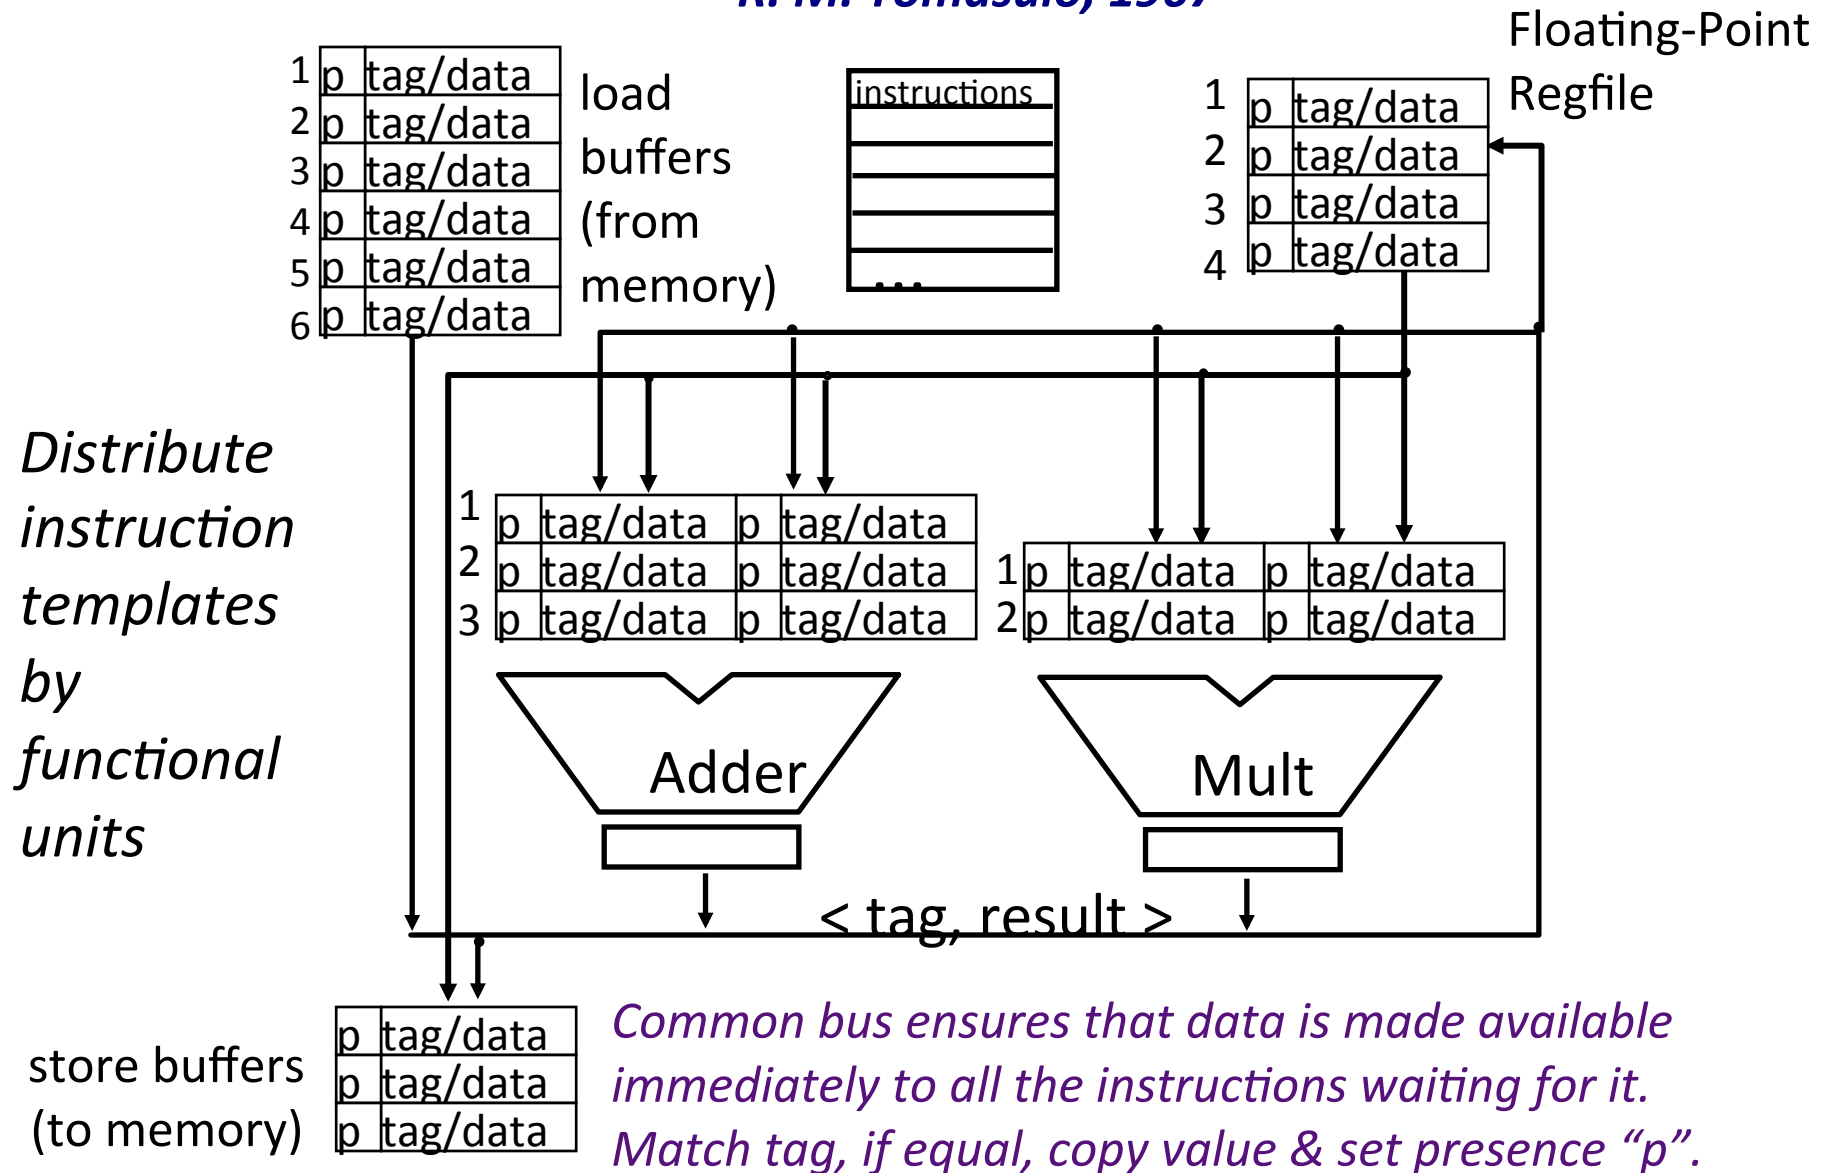 R. M. Tomasulo, 1967
Floating-Point
Regfile
1 p tag/data
2 p tag/data
3 p tag/data
4 p tag/data
5 p tag/data
6 p tag/data
load
buffers
(from
memory)
instructions
...
1 p tag/data
2 p tag/data
3 p tag/data
4 p tag/data
Distribute
instruction
templates
by
functional
units
1 p tag/data p tag/data
2 p tag/data p tag/data
3 p tag/data p tag/data
1 p tag/data p tag/data
2 p tag/data p tag/data
Adder
Mult
< tag, result >
store buffers
(to memory)
p tag/data
p tag/data
p tag/data
Common bus ensures that data is made available
immediately to all the instructions waiting for it.
Match tag, if equal, copy value & set presence “p”.